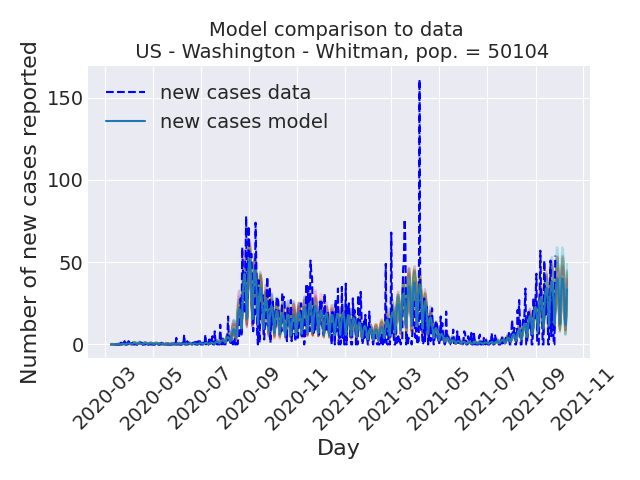 Model comparison to data
US - Washington - Whitman, pop. = 50104
Number of new cases reported
150
100
50
0
new cases data
new cases model
2020-03
2020-05
2020-07
2020-09
2020-11
2021-01
2021-03
2021-05
2021-07
2021-09
2021-11
Day